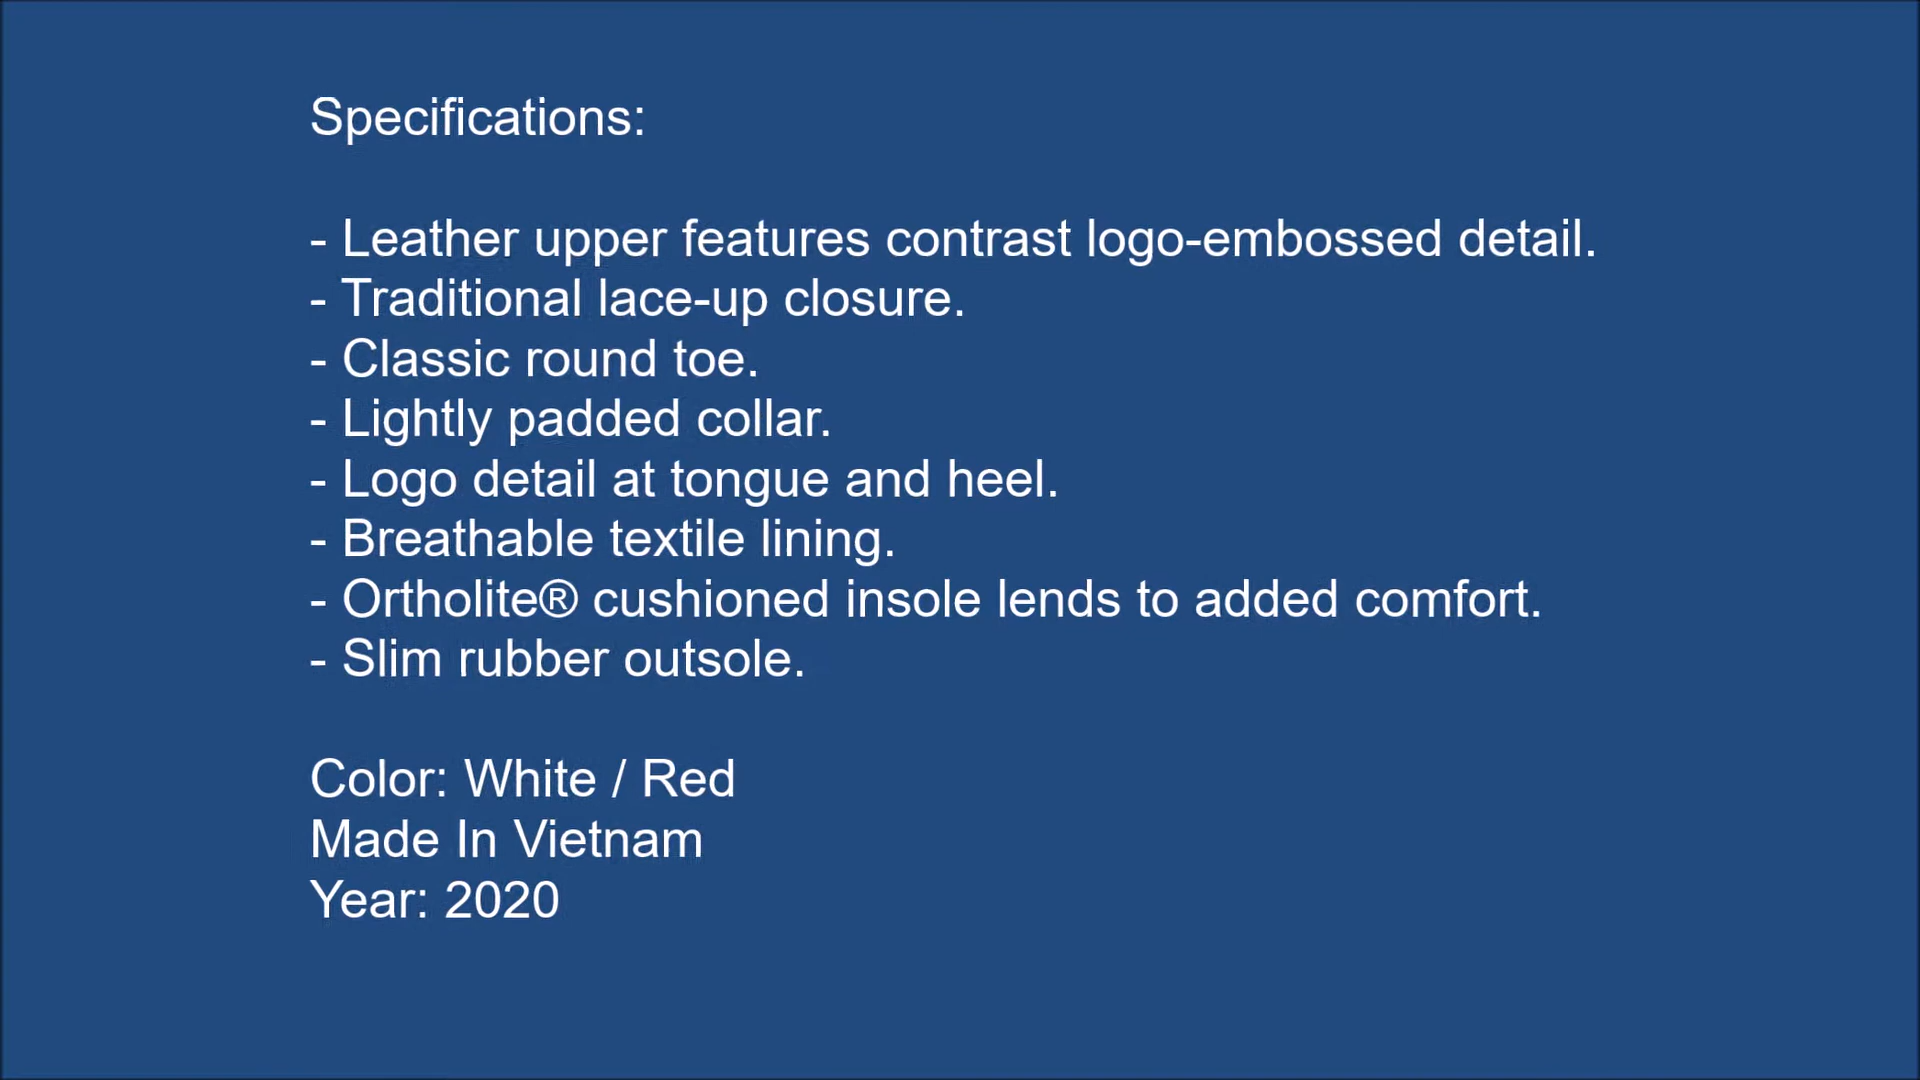 Specifications:
- Leather upper features contrast logo-embossed detail.
- Traditional lace-up closure.
- Classic round toe.
- Lightly padded collar.
- Logo detail at tongue and heel.
- Breathable textile lining.
- Ortholite® cushioned insole lends to added comfort.
- Slim rubber outsole.
Color: White / Red
Made In Vietnam
Year: 2020